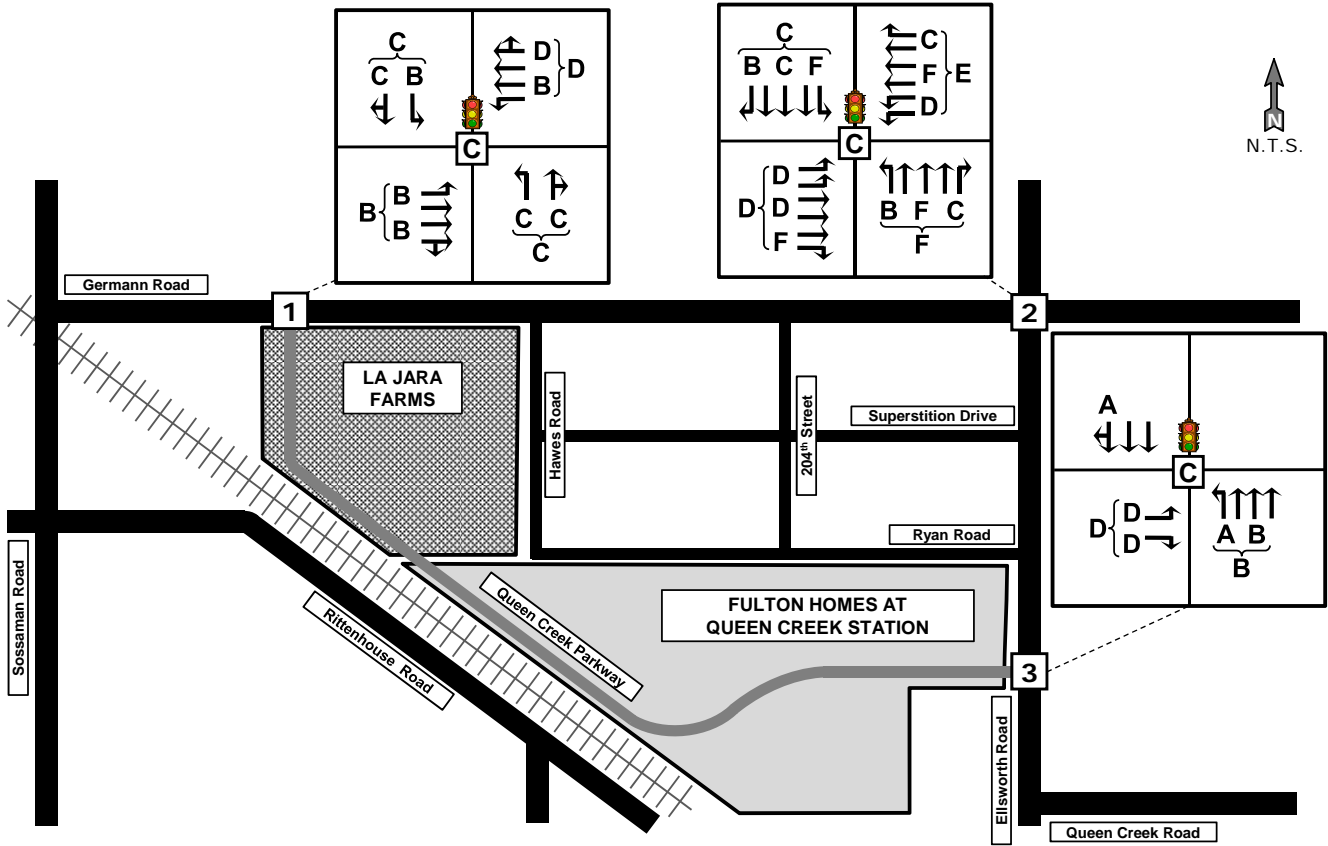 C
C B
D
B
D
C
B
B
B
C C
C
C
B C F
C
F
D
E
C
D
D
F
D
B F C
F
N
N.T.S.
Germann Road
1
2
LA JARA
FARMS
Hawes Road
204th Street
Superstition Drive
Ryan Road
A
C
D
D
D
A B
B
Sossaman Road
Rittenhouse Road
Queen Creek Parkway
FULTON HOMES AT
QUEEN CREEK STATION
3
Ellsworth Road
Queen Creek Road